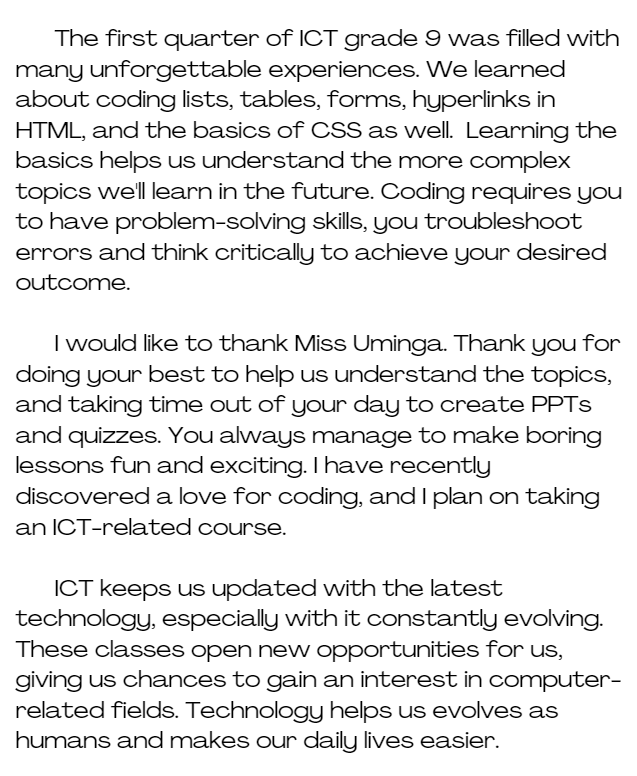 The first quarter of ICT grade 9 was filled with
many unforgettable experiences. We learned
about coding lists, tables, forms, hyperlinks in
HTML, and the basics of CSS as well.  Learning the
basics helps us understand the more complex
topics we'll learn in the future. Coding requires you
to have problem-solving skills, you troubleshoot
errors and think critically to achieve your desired
outcome.
I would like to thank Miss Uminga. Thank you for
doing your best to help us understand the topics,
and taking time out of your day to create PPTs
and quizzes. You always manage to make boring
lessons fun and exciting. I have recently
discovered a love for coding, and I plan on taking
an ICT-related course.
ICT keeps us updated with the latest
technology, especially with it constantly evolving.
These classes open new opportunities for us,
giving us chances to gain an interest in computer-
related fields. Technology helps us evolves as
humans and makes our daily lives easier.